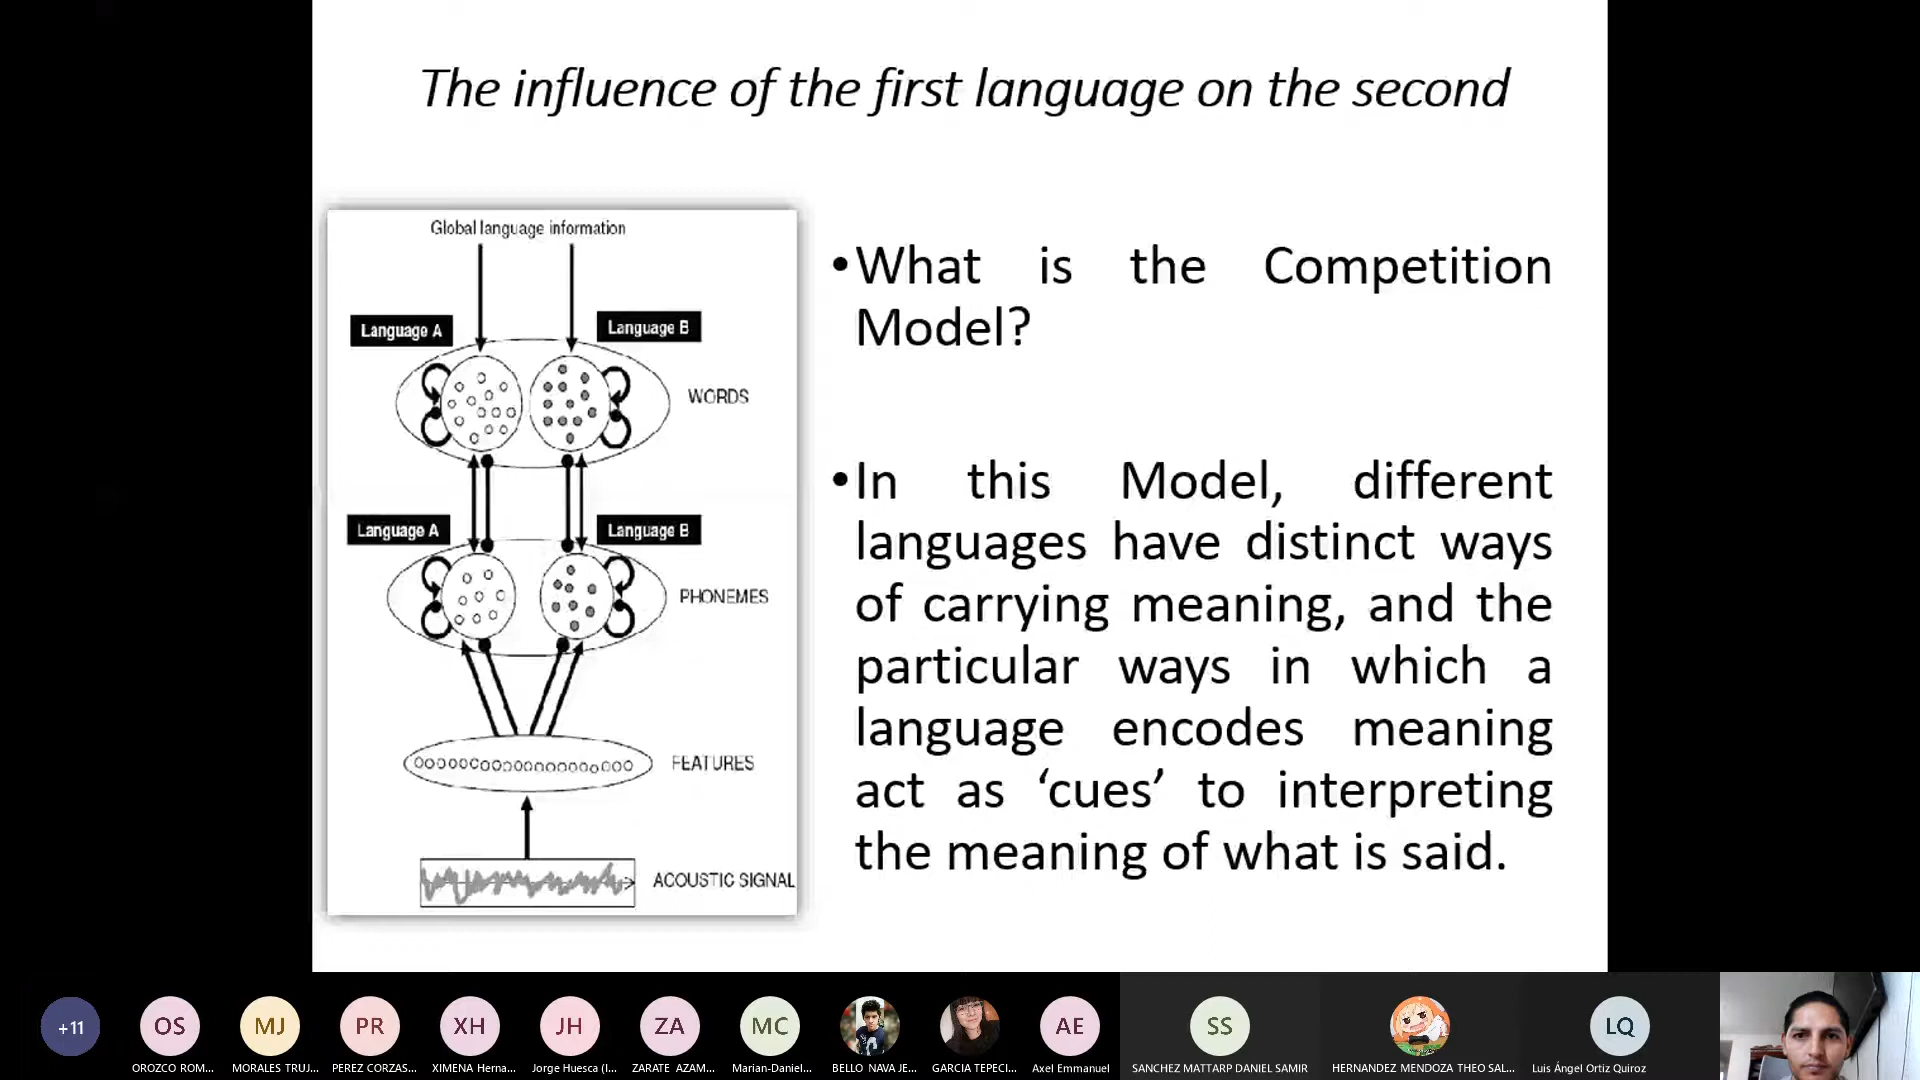 The influence of the first language on the second
Global language information
Language A
Language B
WORDS
Language A
Language B
PHONEMES
FEATURES
ACOUSTIC SIGNAL
•What is the Competition
Model?
•In this Model, different
languages have distinct ways
of carrying meaning, and the
particular ways in which a
language encodes meaning
act as ‘cues’ to interpreting
the meaning of what is said.
+11
OS
MJ
PR
XH
JH
ZA
MC
AE
SS
LQ
OROZCO ROM...
MORALES TRUJ...
PEREZ CORZAS...
XIMENA Herna...
Jorge Huesca (I...
ZARATE AZAM...
Marian-Daniel...
BELLO NAVA JE...
GARCIA TEPECI...
Axel Emmanuel
SANCHEZ MATTARP DANIEL SAMIR
HERNANDEZ MENDOZA THEO SAL...
Luis Ángel Ortiz Quiroz